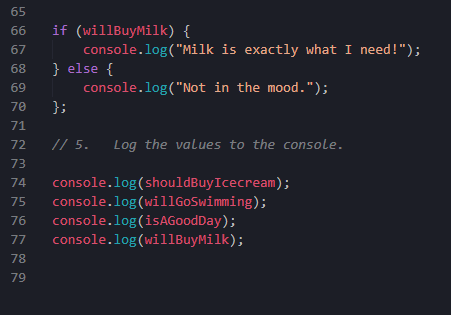 65
66 if (willBuyMilk) {
67 console.log("Milk is exactly what I need!");
68 } else {
69 console.log("Not in the mood.");
70 };
71
72 // 5. Log the values to the console.
73
74 console.log(shouldBuyIcecream);
75 console.log(willGoSwimming);
76 console.log(isAGoodDay);
77 console.log(willBuyMilk);
78
79